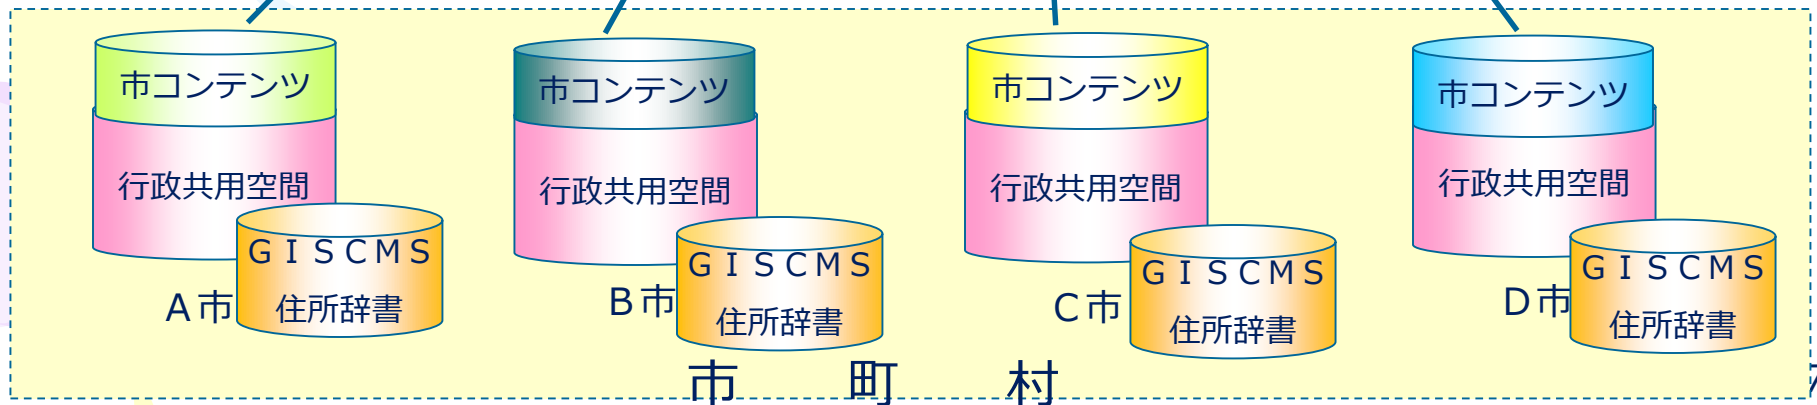 市コンテンツ
行政共用空間
ＧＩＳＣＭＳ
住所辞書
Ａ市
市コンテンツ
行政共用空間
ＧＩＳＣＭＳ
住所辞書
Ｂ市
市コンテンツ
行政共用空間
ＧＩＳＣＭＳ
住所辞書
Ｃ市
市コンテンツ
行政共用空間
ＧＩＳＣＭＳ
住所辞書
Ｄ市
市　町　村